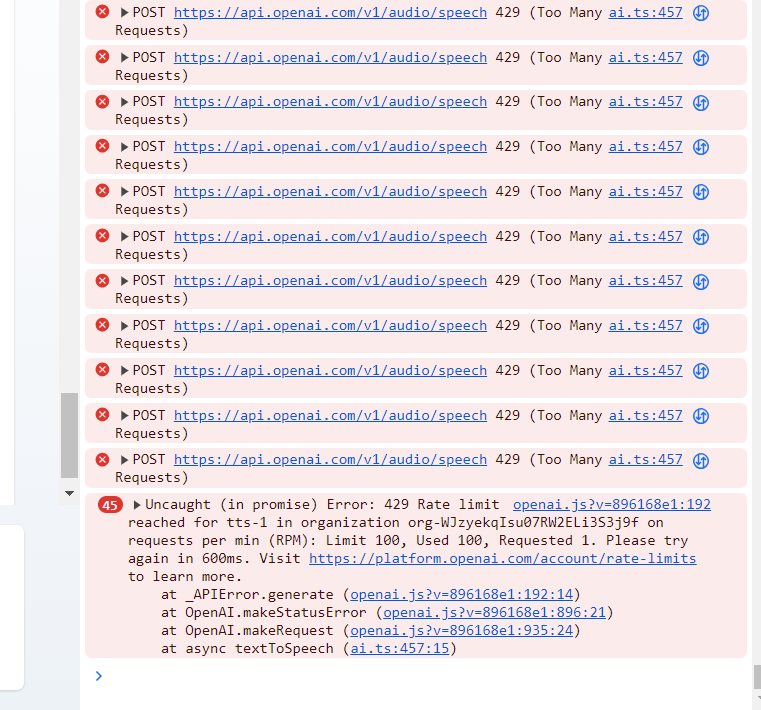 POST https://api.openai.com/v1/audio/speech 429 (Too Many ai.ts:457
Requests)
POST https://api.openai.com/v1/audio/speech 429 (Too Many ai.ts:457
Requests)
POST https://api.openai.com/v1/audio/speech 429 (Too Many ai.ts:457
Requests)
POST https://api.openai.com/v1/audio/speech 429 (Too Many ai.ts:457
Requests)
POST https://api.openai.com/v1/audio/speech 429 (Too Many ai.ts:457
Requests)
POST https://api.openai.com/v1/audio/speech 429 (Too Many ai.ts:457
Requests)
POST https://api.openai.com/v1/audio/speech 429 (Too Many ai.ts:457
Requests)
POST https://api.openai.com/v1/audio/speech 429 (Too Many ai.ts:457
Requests)
POST https://api.openai.com/v1/audio/speech 429 (Too Many ai.ts:457
Requests)
POST https://api.openai.com/v1/audio/speech 429 (Too Many ai.ts:457
Requests)
POST https://api.openai.com/v1/audio/speech 429 (Too Many ai.ts:457
Requests)
45 Uncaught (in promise) Error: 429 Rate limit openai.js?v=896168e1:192
reached for tts-1 in organization org-WJzyekqIsu07RW2ELi3S3j9f on
requests per min (RPM): Limit 100, Used 100, Requested 1. Please try
again in 600ms. Visit https://platform.openai.com/account/rate-limits
to learn more.
at _APIError.generate (openai.js?v=896168e1:192:14)
at OpenAI.makeStatusError (openai.js?v=896168e1:896:21)
at OpenAI.makeRequest (openai.js?v=896168e1:935:24)
at async textToSpeech (ai.ts:457:15)